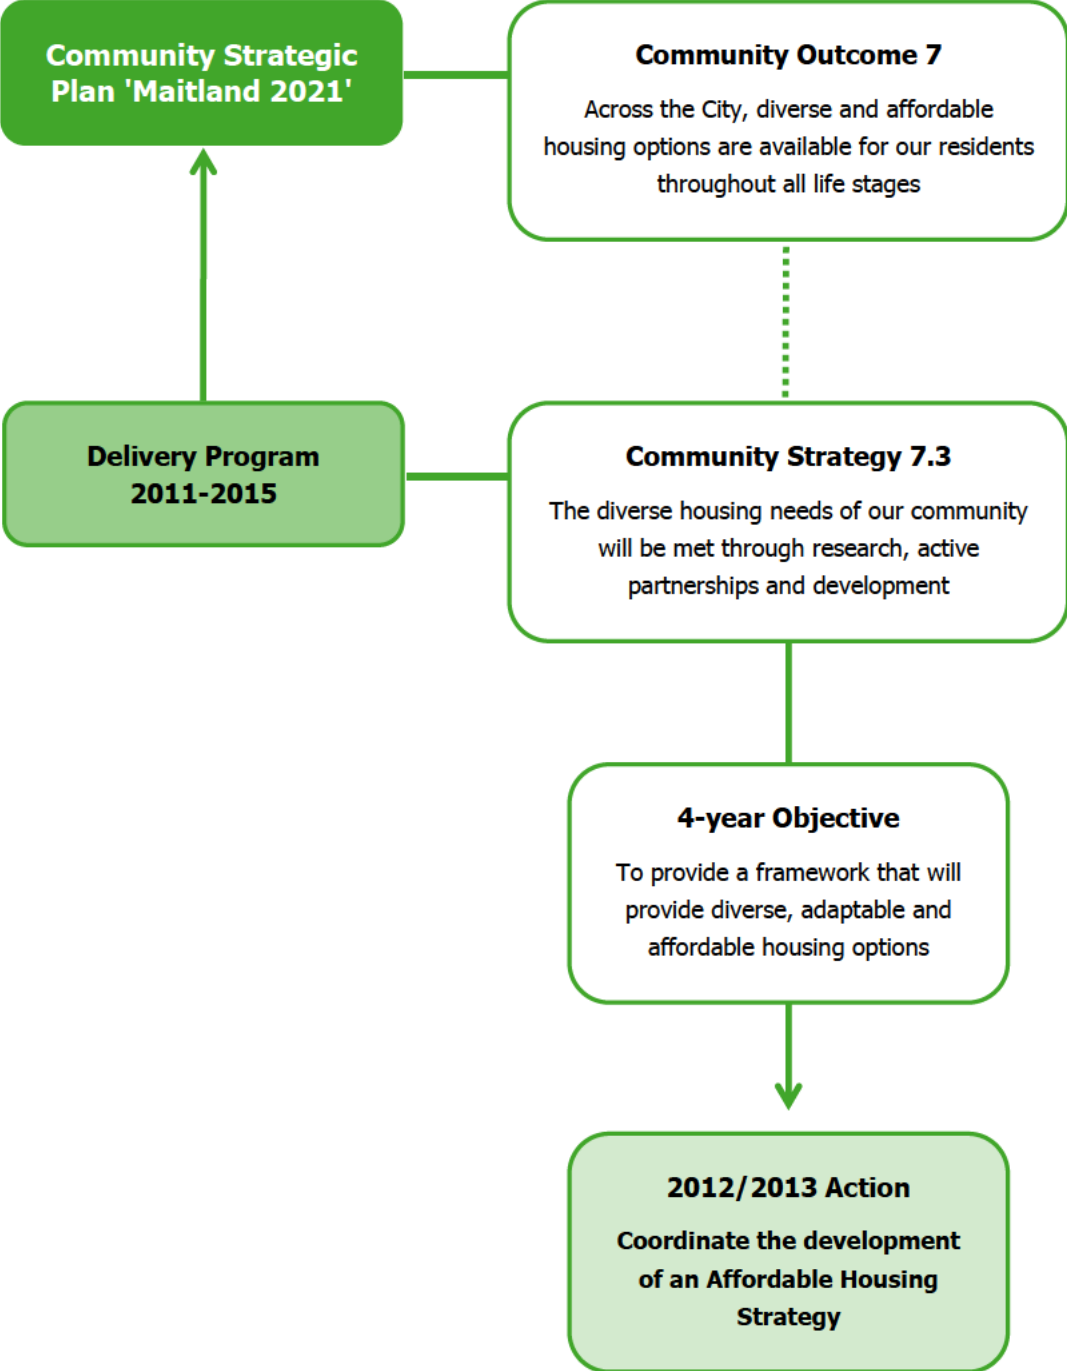 Community Strategic
Plan 'Maitland 2021'
Community Outcome 7
Across the City, diverse and affordable
housing options are available for our residents
throughout all life stages
Delivery Program
2011-2015
Community Strategy 7.3
The diverse housing needs of our community
will be met through research, active
partnerships and development
4-year Objective
To provide a framework that will
provide diverse, adaptable and
affordable housing options
2012/2013 Action
Coordinate the development
of an Affordable Housing
Strategy